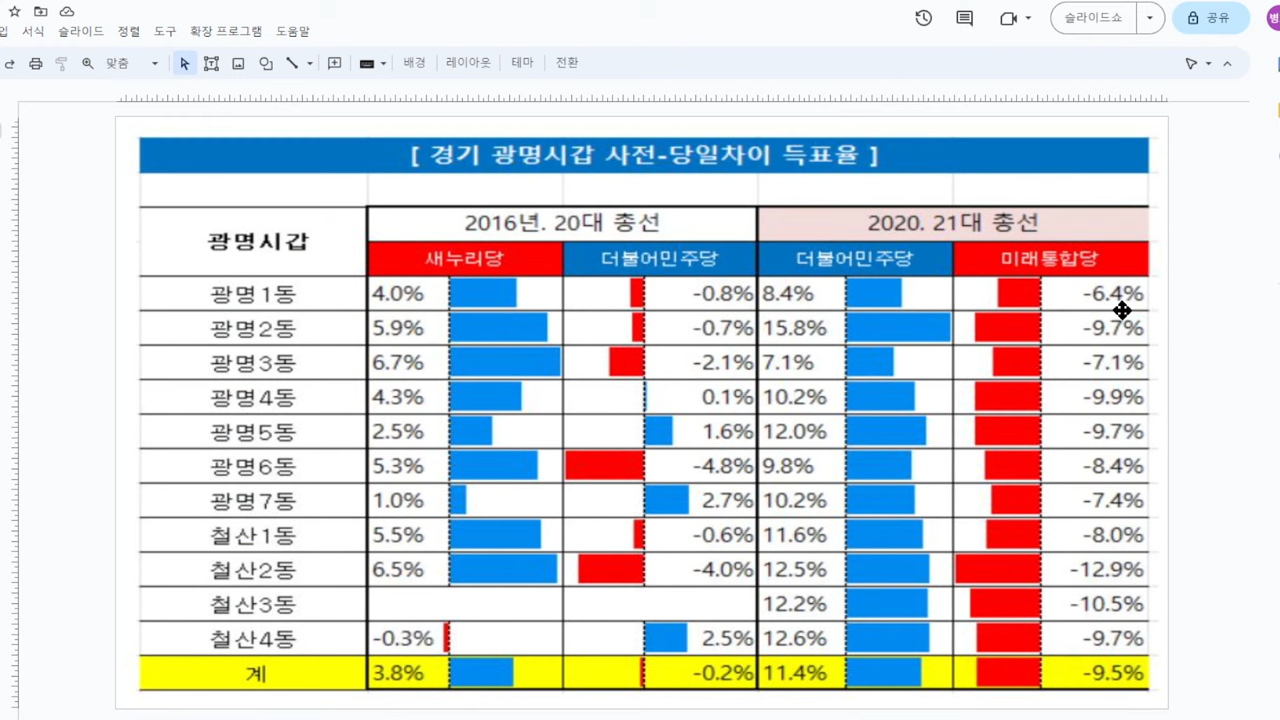 슬라이드쇼
공유
병
입 서식 슬라이드 정렬 도구 확장 프로그램 도움말
맞춤 배경 레이아웃 테마 전환
[ 경기 광명시갑 사전-당일차이 득표율 ]
광명시갑 2016년. 20대 총선 2020. 21대 총선
새누리당 더불어민주당 더불어민주당 미래통합당
광명1동 4.0% -0.8% 8.4% -6.4%
광명2동 5.9% -0.7% 15.8% -9.7%
광명3동 6.7% -2.1% 7.1% -7.1%
광명4동 4.3% 0.1% 10.2% -9.9%
광명5동 2.5% 1.6% 12.0% -9.7%
광명6동 5.3% -4.8% 9.8% -8.4%
광명7동 1.0% 2.7% 10.2% -7.4%
철산1동 5.5% -0.6% 11.6% -8.0%
철산2동 6.5% -4.0% 12.5% -12.9%
철산3동 12.2% -10.5%
철산4동 -0.3% 2.5% 12.6% -9.7%
계 3.8% -0.2% 11.4% -9.5%